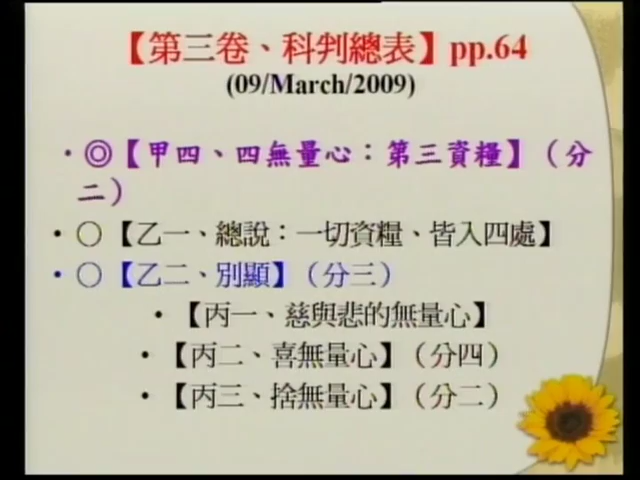 【第三卷、科判總表】pp.64
(09/March/2009)
•◎【甲四、四無量心：第三資糧】（分
二）
•○【乙一、總說：一切資糧、皆入四處】
•○【乙二、別顯】（分三）
•【丙一、慈與悲的無量心】
•【丙二、喜無量心】（分四）
•【丙三、捨無量心】（分二）